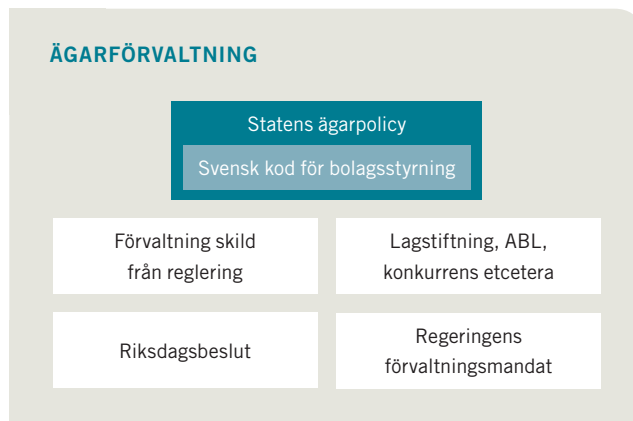 ÄGARFÖRVALTNING
Statens ägarpolicy
Svensk kod för bolagsstyrning
Förvaltning skild
från reglering
Lagstiftning, ABL,
konkurrens etcetera
Riksdagsbeslut
Regeringens
förvaltningsmandat